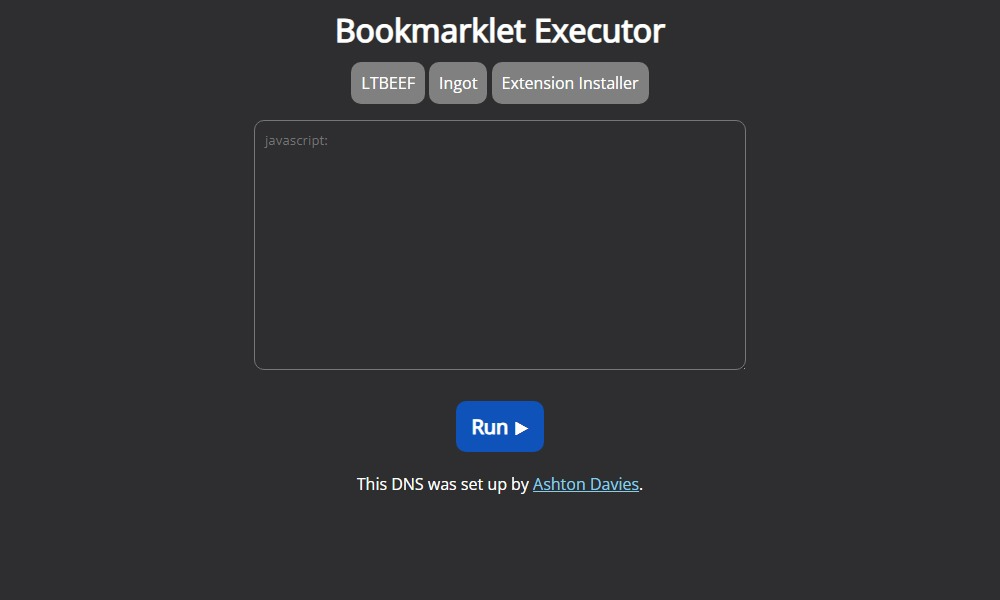 Bookmarklet Executor
LTBEEF Ingot Extension Installer
javascript:
Run ▶
This DNS was set up by Ashton Davies.